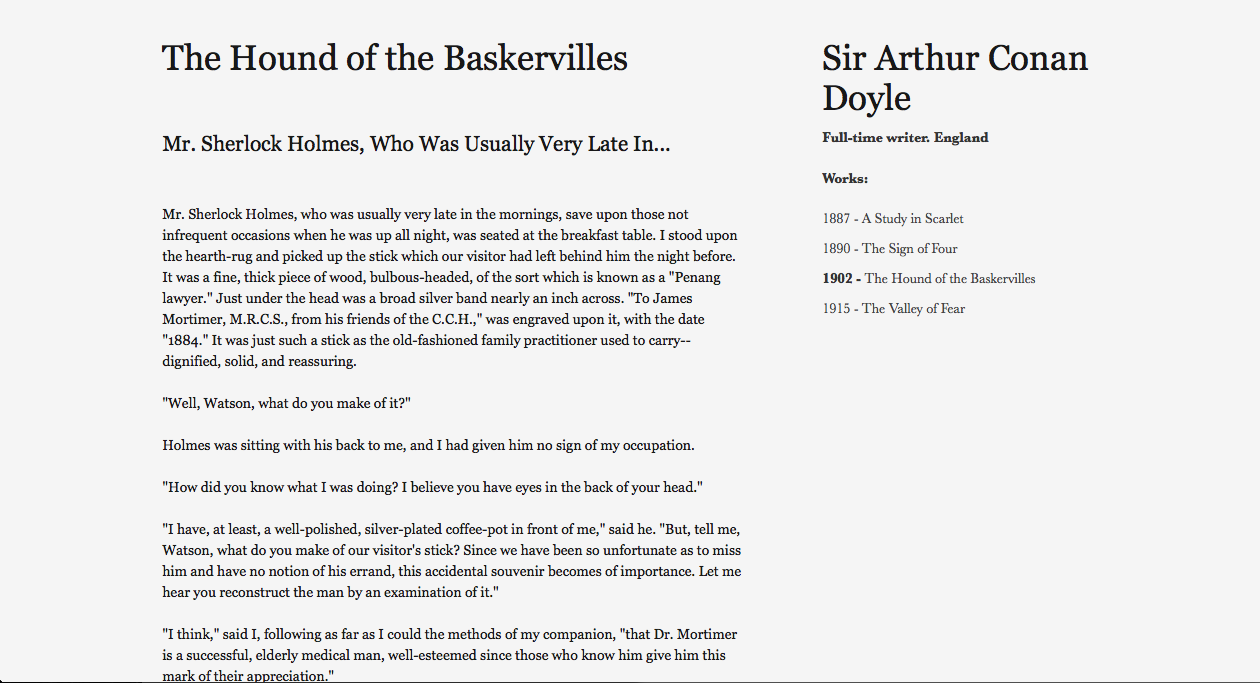 The Hound of the Baskervilles
Mr. Sherlock Holmes, Who Was Usually Very Late In...
Mr. Sherlock Holmes, who was usually very late in the mornings, save upon those not
infrequent occasions when he was up all night, was seated at the breakfast table. I stood upon
the hearth-rug and picked up the stick which our visitor had left behind him the night before.
It was a fine, thick piece of wood, bulbous-headed, of the sort which is known as a "Penang
lawyer." Just under the head was a broad silver band nearly an inch across. "To James
Mortimer, M.R.C.S., from his friends of the C.C.H.," was engraved upon it, with the date
"1884." It was just such a stick as the old-fashioned family practitioner used to carry--
dignified, solid, and reassuring.
"Well, Watson, what do you make of it?"
Holmes was sitting with his back to me, and I had given him no sign of my occupation.
"How did you know what I was doing? I believe you have eyes in the back of your head."
"I have, at least, a well-polished, silver-plated coffee-pot in front of me," said he. "But, tell me,
Watson, what do you make of our visitor's stick? Since we have been so unfortunate as to miss
him and have no notion of his errand, this accidental souvenir becomes of importance. Let me
hear you reconstruct the man by an examination of it."
"I think," said I, following as far as I could the methods of my companion, "that Dr. Mortimer
is a successful, elderly medical man, well-esteemed since those who know him give him this
mark of their appreciation."
Sir Arthur Conan
Doyle
Full-time writer. England
Works:
1887 - A Study in Scarlet
1890 - The Sign of Four
1902 - The Hound of the Baskervilles
1915 - The Valley of Fear